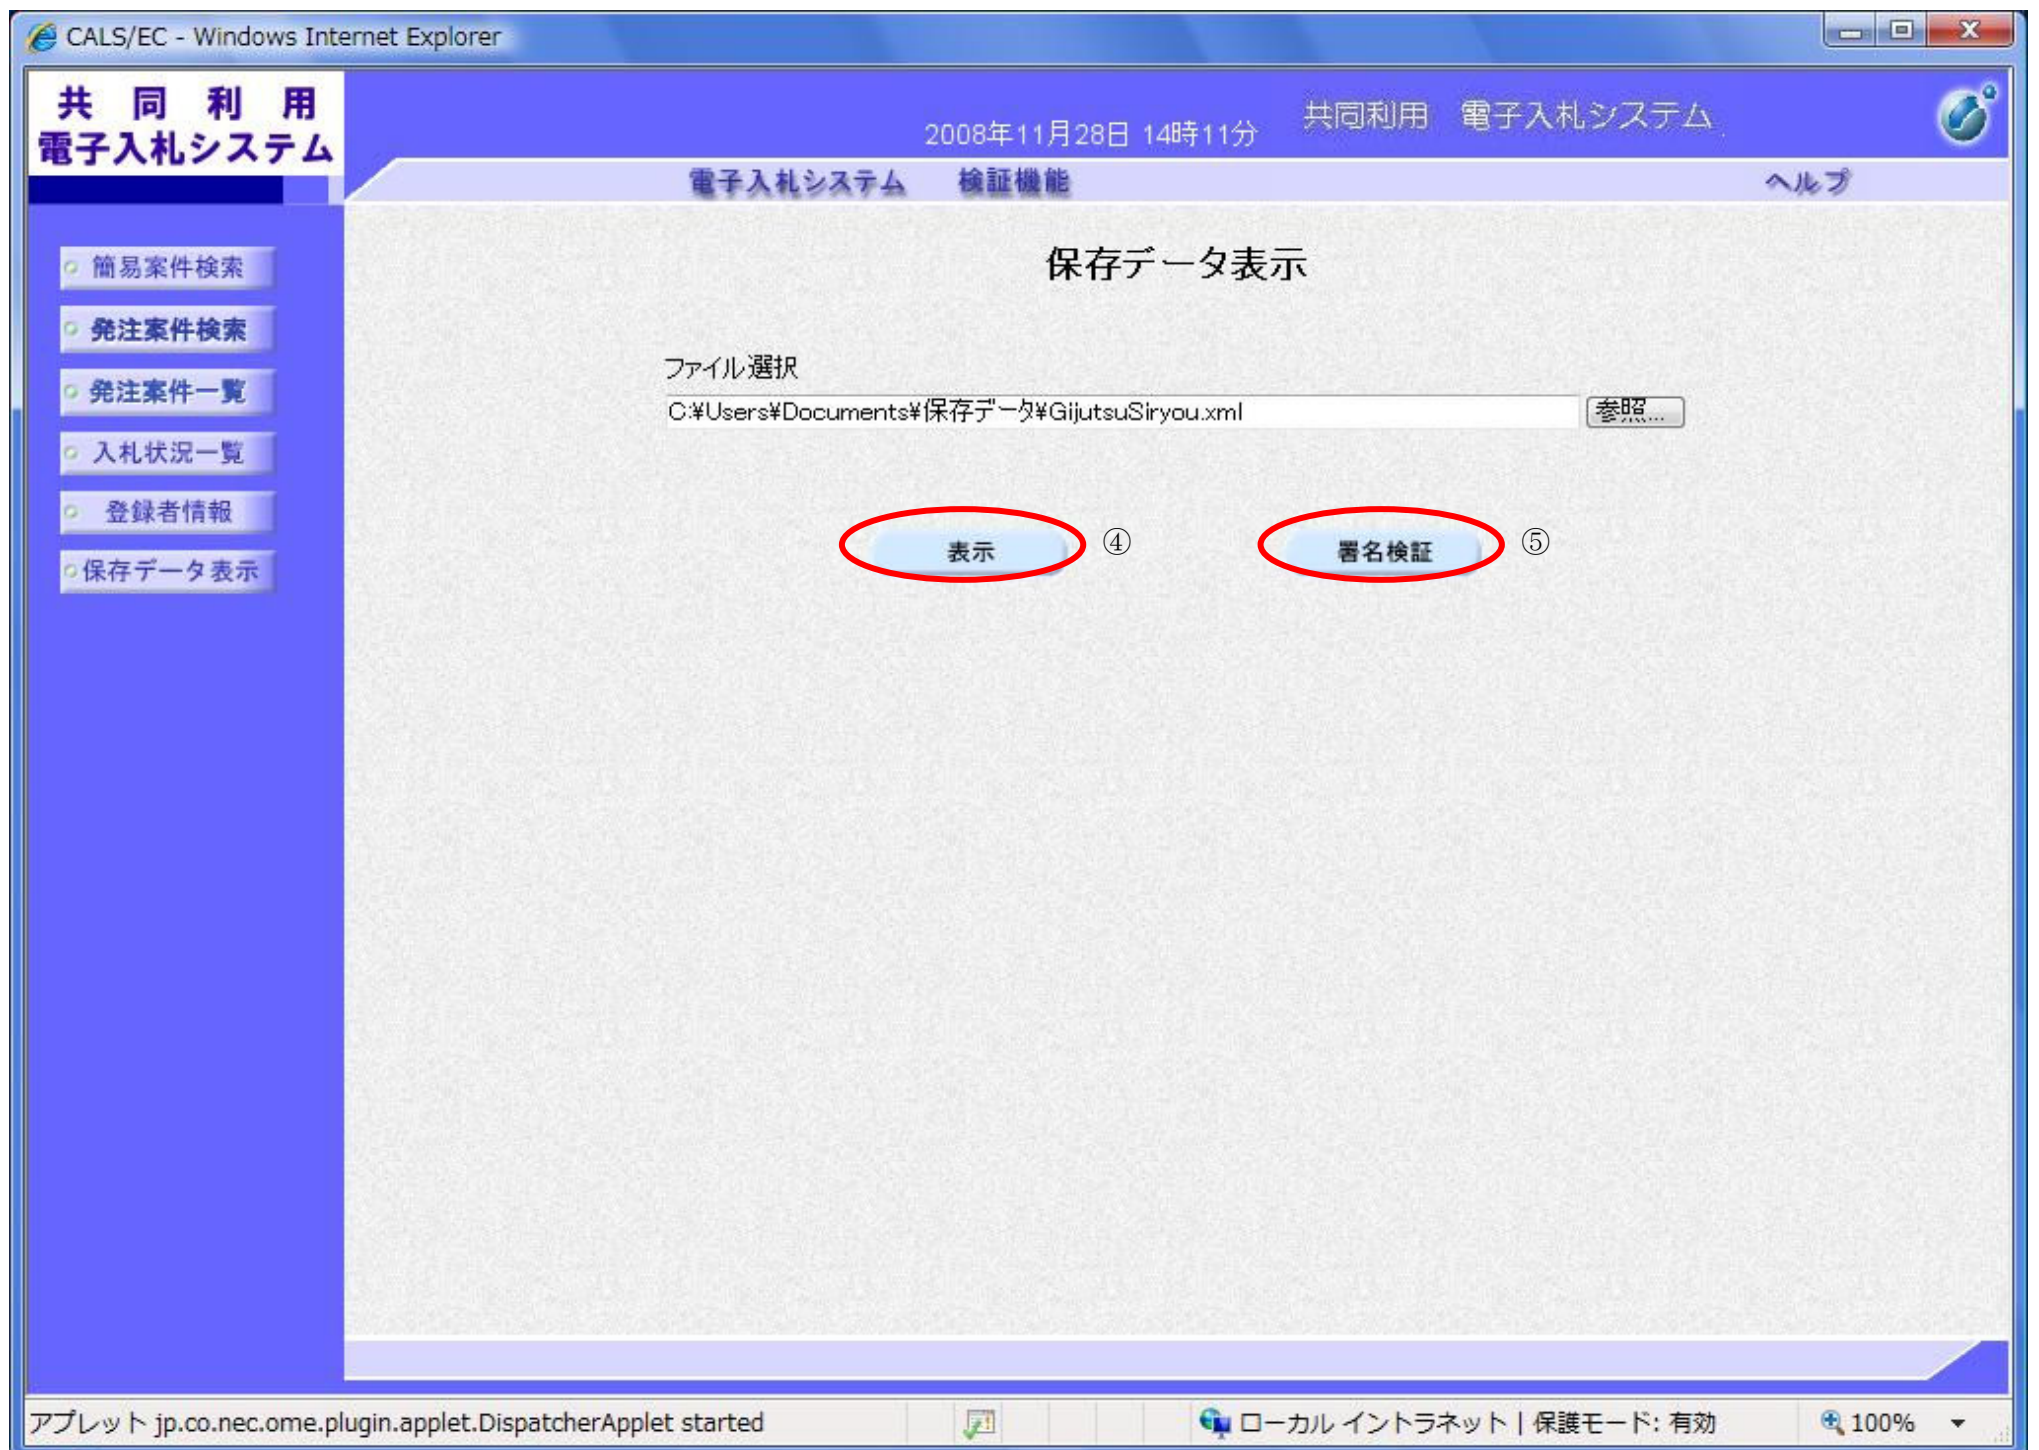 CALS/EC - Windows Internet Explorer
共 同 利 用
電子入札システム
2008年11月28日 14時11分
共同利用 電子入札システム
電子入札システム 検証機能 ヘルプ
簡易案件検索
発注案件検索
発注案件一覧
入札状況一覧
登録者情報
保存データ表示
保存データ表示
ファイル選択
C:¥Users¥Documents¥保存データ¥GijutsuSiryou.xml 参照...
表示 ④ 署名検証 ⑤
アプレット jp.co.nec.ome.plugin.applet.DispatcherApplet started ローカル イントラネット | 保護モード: 有効 100%